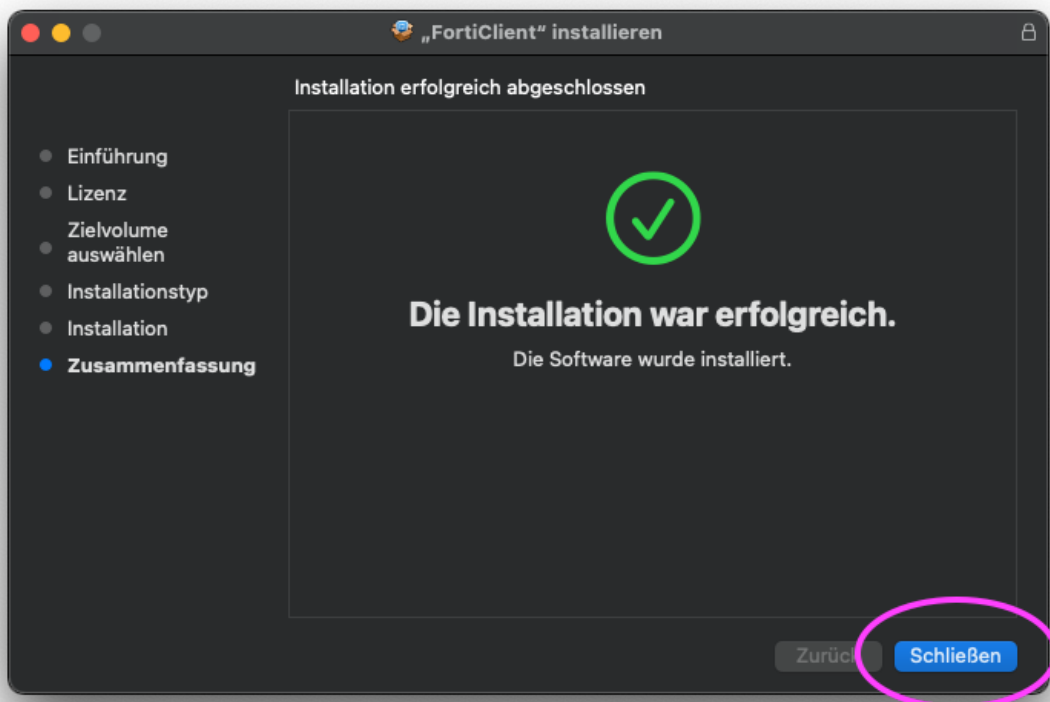 „FortiClient“ installieren
Installation erfolgreich abgeschlossen
Einführung
Lizenz
Zielvolume
auswählen
Installationstyp
Installation
Zusammenfassung
Die Installation war erfolgreich.
Die Software wurde installiert.
Zurück
Schließen